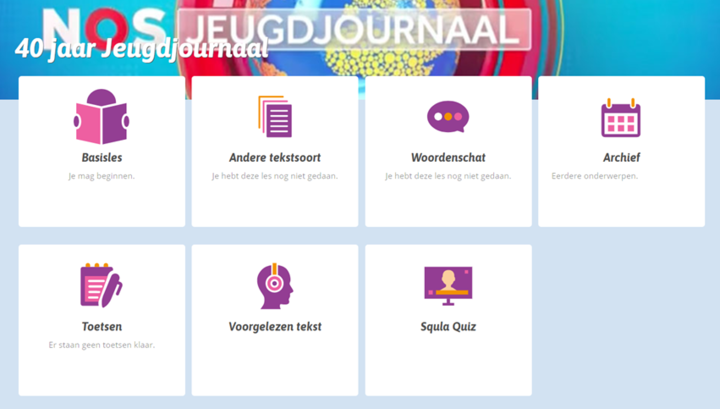 NOS JEUGDJOURNAAL
40 jaar Jeugdjournaal
Basisles
Je mag beginnen.
Andere tekstsoort
Je hebt deze les nog niet gedaan.
Woordenschat
Je hebt deze les nog niet gedaan.
Archief
Eerdere onderwerpen.
Toetsen
Er staan geen toetsen klaar.
Voorgelezen tekst
Squla Quiz